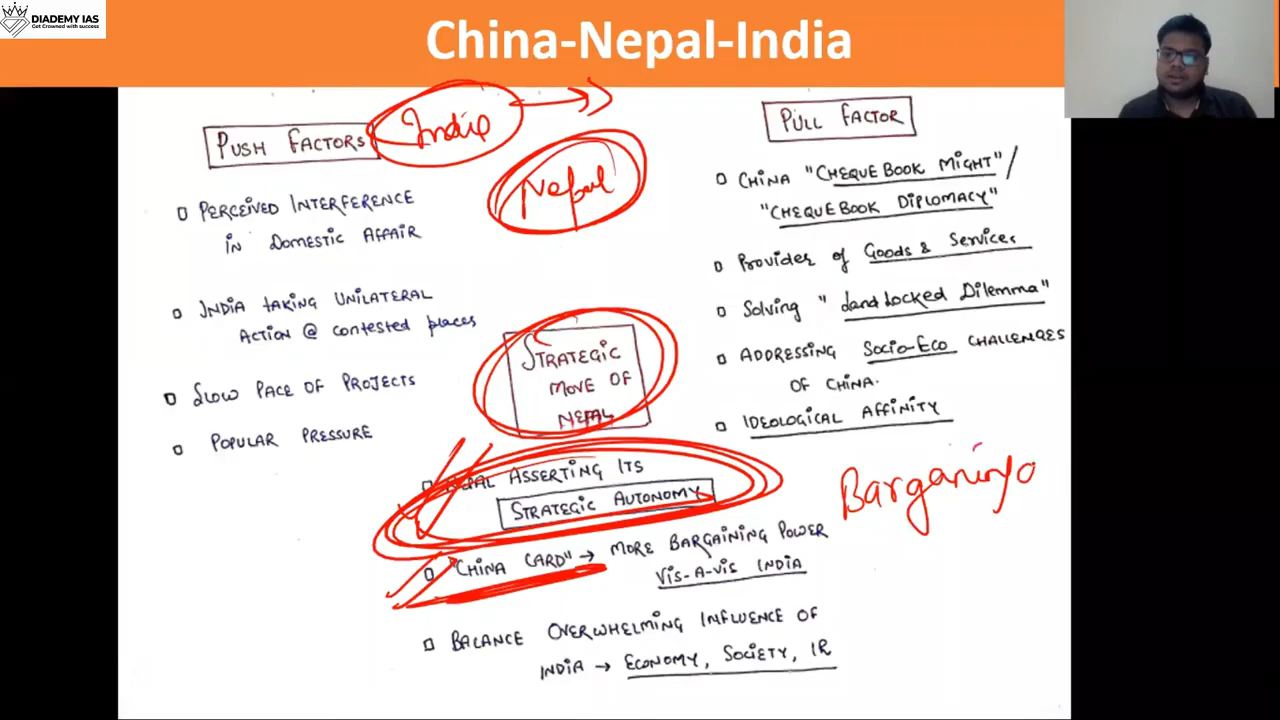 DIADEMY IAS
Get Crowned with success
China-Nepal-India
PUSH FACTORS
India
Nepal
PERCEIVED INTERFERENCE
IN DOMESTIC AFFAIR
INDIA TAKING UNILATERAL
ACTION @ contested places
SLOW PACE OF PROJECTS
POPULAR PRESSURE
PULL FACTOR
CHINA "CHEQUE BOOK MIGHT"/
"CHEQUE BOOK DIPLOMACY"
Provider of Goods & Services
Solving "Land Locked Dilemma"
ADDRESSING Socio-Eco CHALLENGES
OF CHINA.
IDEOLOGICAL AFFINITY
STRATEGIC
MOVE OF
NEPAL
NEPAL ASSERTING ITS
STRATEGIC AUTONOMY
"CHINA CARD" → MORE BARGAINING POWER
VIS-A-VIS INDIA
BALANCE OVERWHELMING INFLUENCE OF
INDIA → ECONOMY, SOCIETY, IR